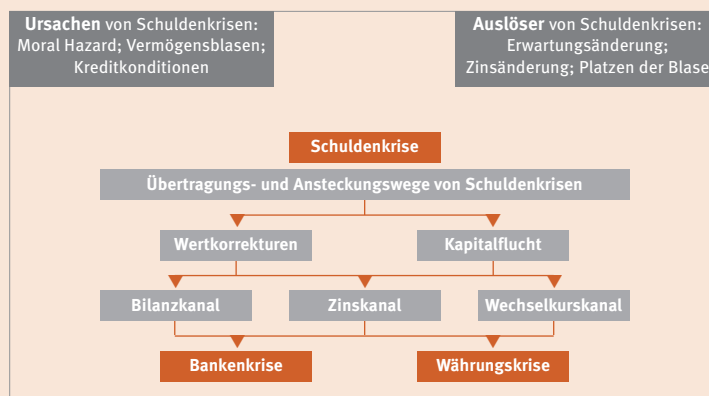 Ursachen von Schuldenkrisen:
Moral Hazard; Vermögensblasen;
Kreditkonditionen
Auslöser von Schuldenkrisen:
Erwartungsänderung;
Zinsänderung; Platzen der Blase
Schuldenkrise
Übertragungs- und Ansteckungswege von Schuldenkrisen
Wertkorrekturen
Kapitalflucht
Bilanzkanal
Zinskanal
Wechselkurskanal
Bankenkrise
Währungskrise